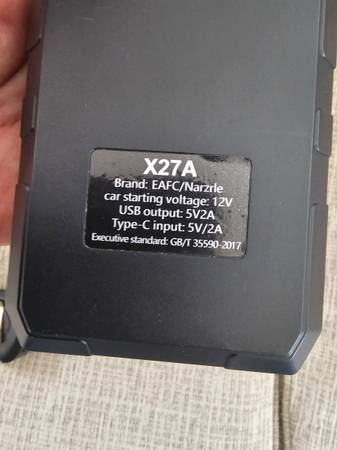 X27A
Brand: EAFC/Narzrle
car starting voltage: 12V
USB output: 5V2A
Type-C input: 5V/2A
Executive standard: GB/T 35590-2017